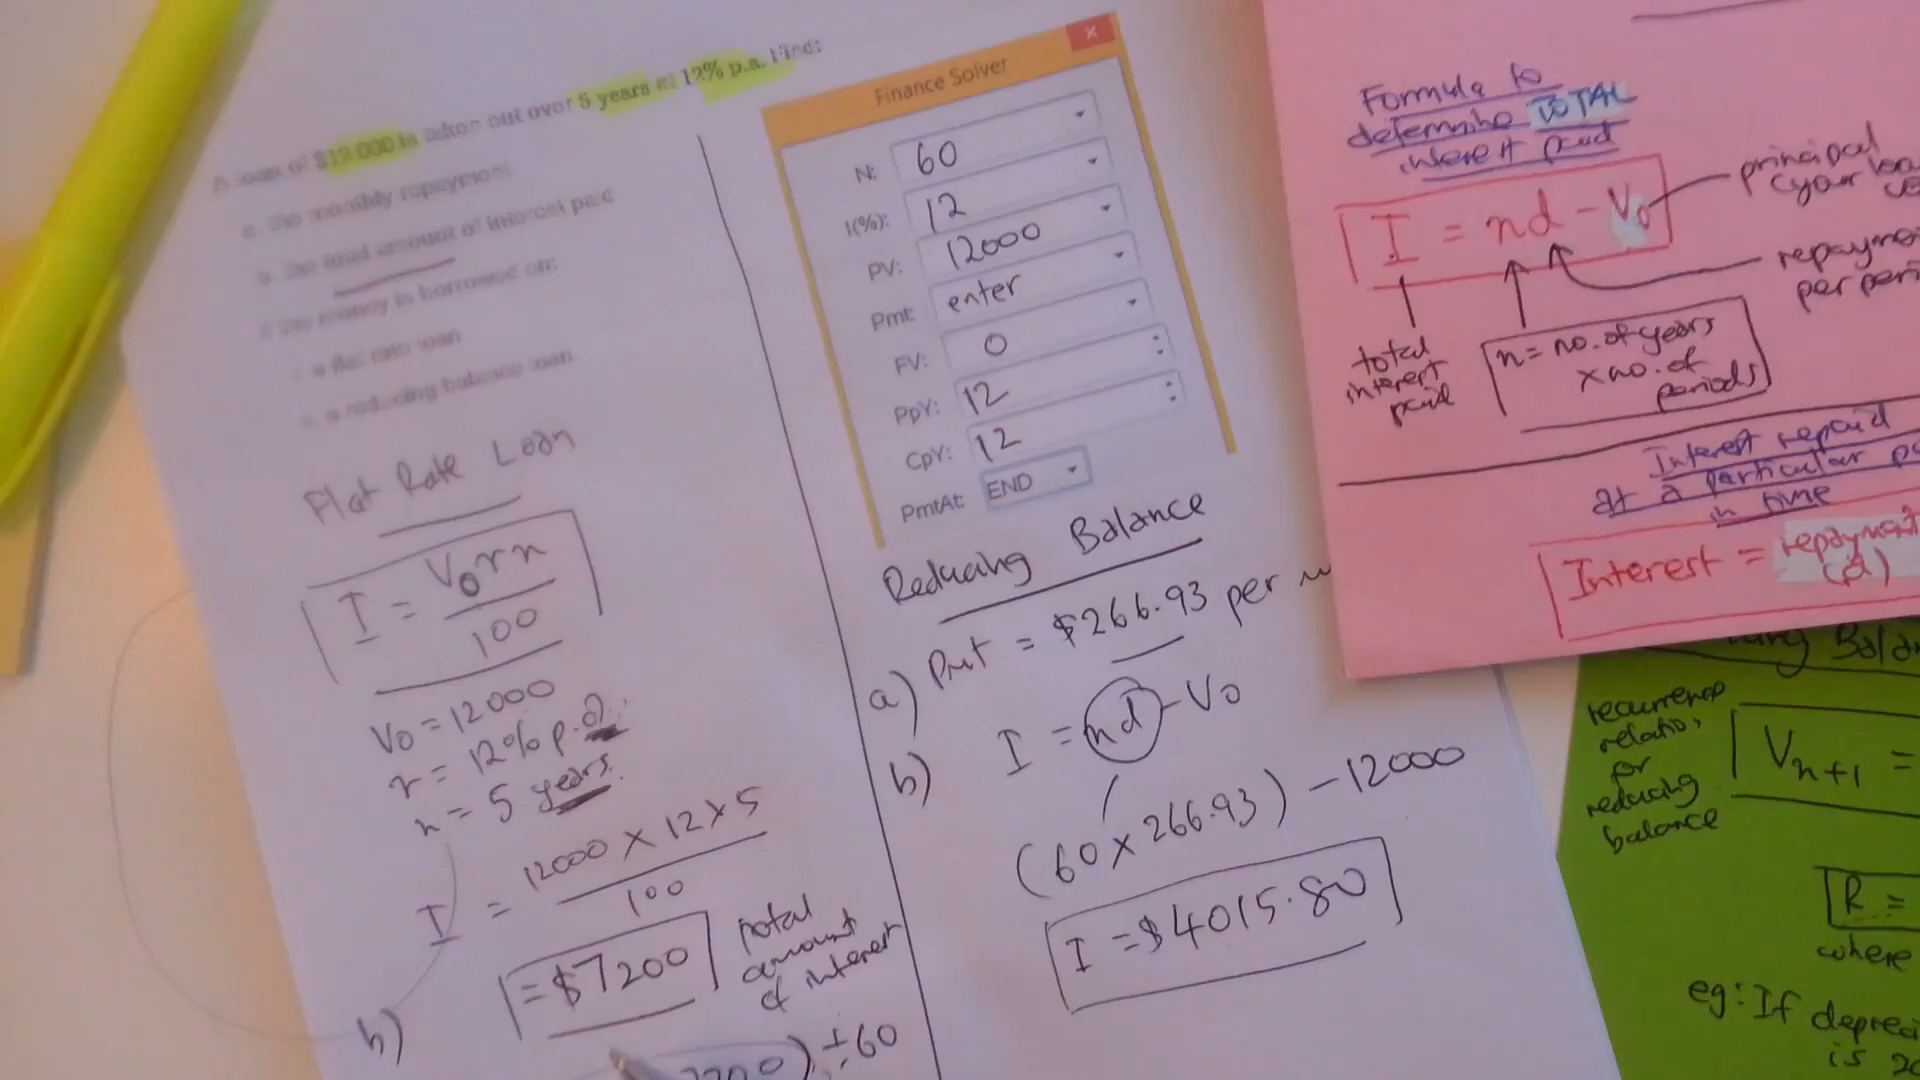 A loan of $12 000 is taken out over 5 years at 12% p.a. Find:
a. the monthly repayment
b. the total amount of interest paid
if the money is borrowed on:
a flat rate loan
a reducing balance loan
Flat Rate Loan
I = V₀rn
100
V₀ = 12000
r = 12% p.a.
n = 5 years.
I = 12000 × 12 × 5
100
= $7200
total
amount
of interest
b)
÷ 60
Finance Solver
N: 60
I(%): 12
PV: 12000
Pmt: enter
FV: 0
PpY: 12
CpY: 12
PmtAt: END
Reducing Balance
a) Pmt = $266.93 per
b) I = nd - V₀
(60 × 266.93) - 12000
I = $4015.80
Formula to
determine TOTAL
interest paid
I = nd - V₀
principal
total
interest
paid
n = no. of years
× no. of
periods
Interest repaid
at a particular
in time
Interest = repayment
(d)
recurrence
relation
for
reducing
balance
Vn+1 =
R =
where
eg: If
is